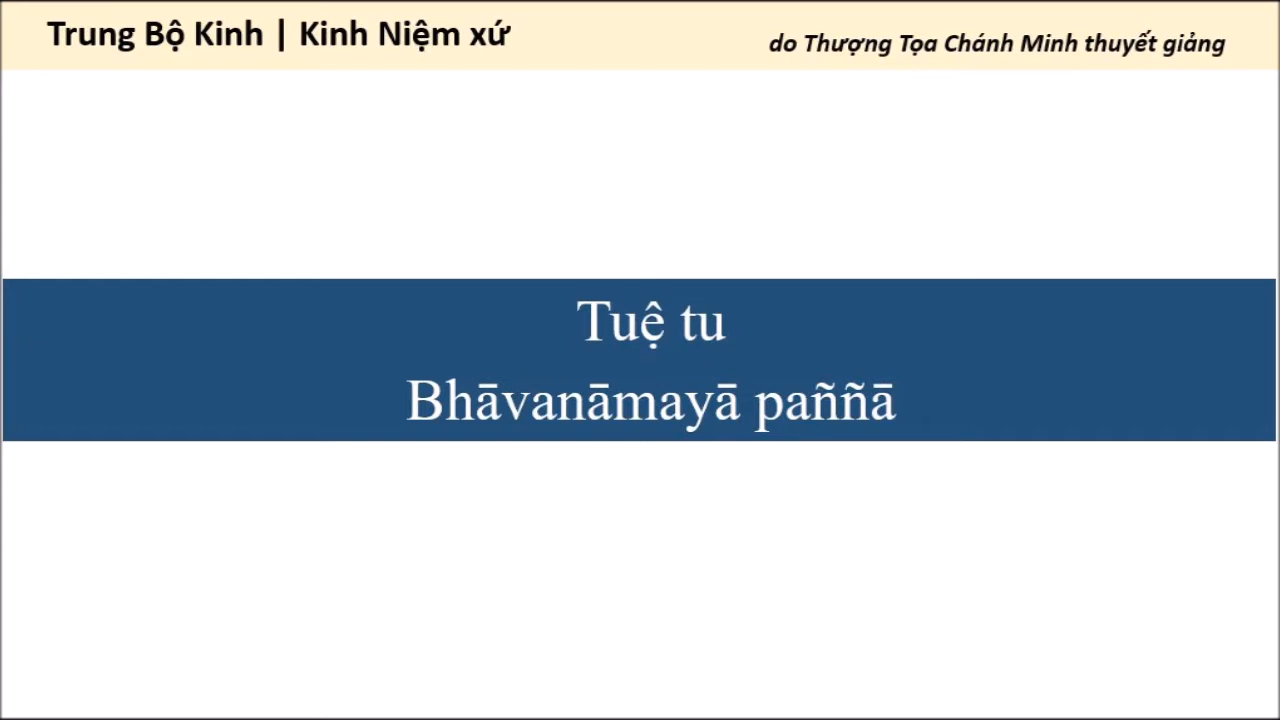 Trung Bộ Kinh | Kinh Niệm xứ
do Thượng Tọa Chánh Minh thuyết giảng
Tuệ tu
Bhāvanāmayā paññā